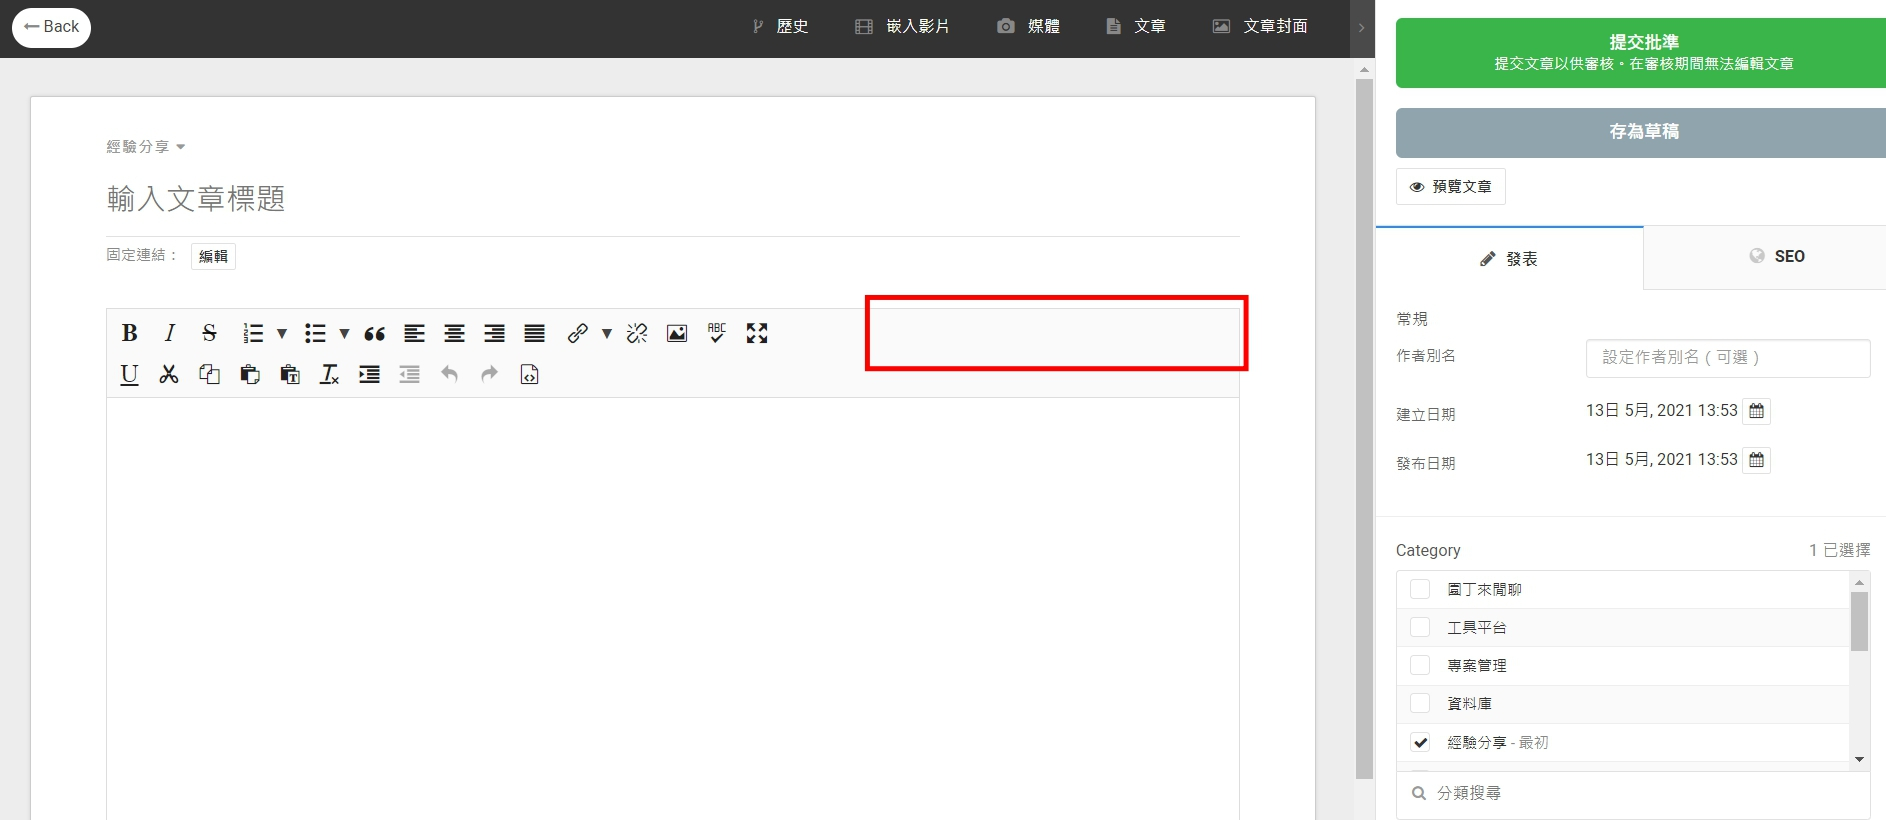 Back
歷史
嵌入影片
媒體
文章
文章封面
提交批準
提交文章以供審核。在審核期間無法編輯文章
存為草稿
預覽文章
發表
SEO
經驗分享
輸入文章標題
固定連結：
編輯
B I S ABC
U
常規
作者別名
設定作者別名（可選）
建立日期
13日 5月, 2021 13:53
發布日期
13日 5月, 2021 13:53
Category
1 已選擇
園丁來閒聊
工具平台
專案管理
資料庫
經驗分享 - 最初
分類搜尋